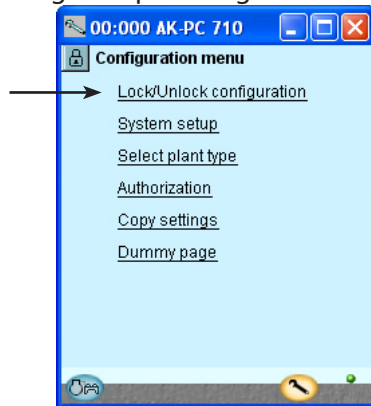 00:000 AK-PC 710
Configuration menu
Lock/Unlock configuration
System setup
Select plant type
Authorization
Copy settings
Dummy page